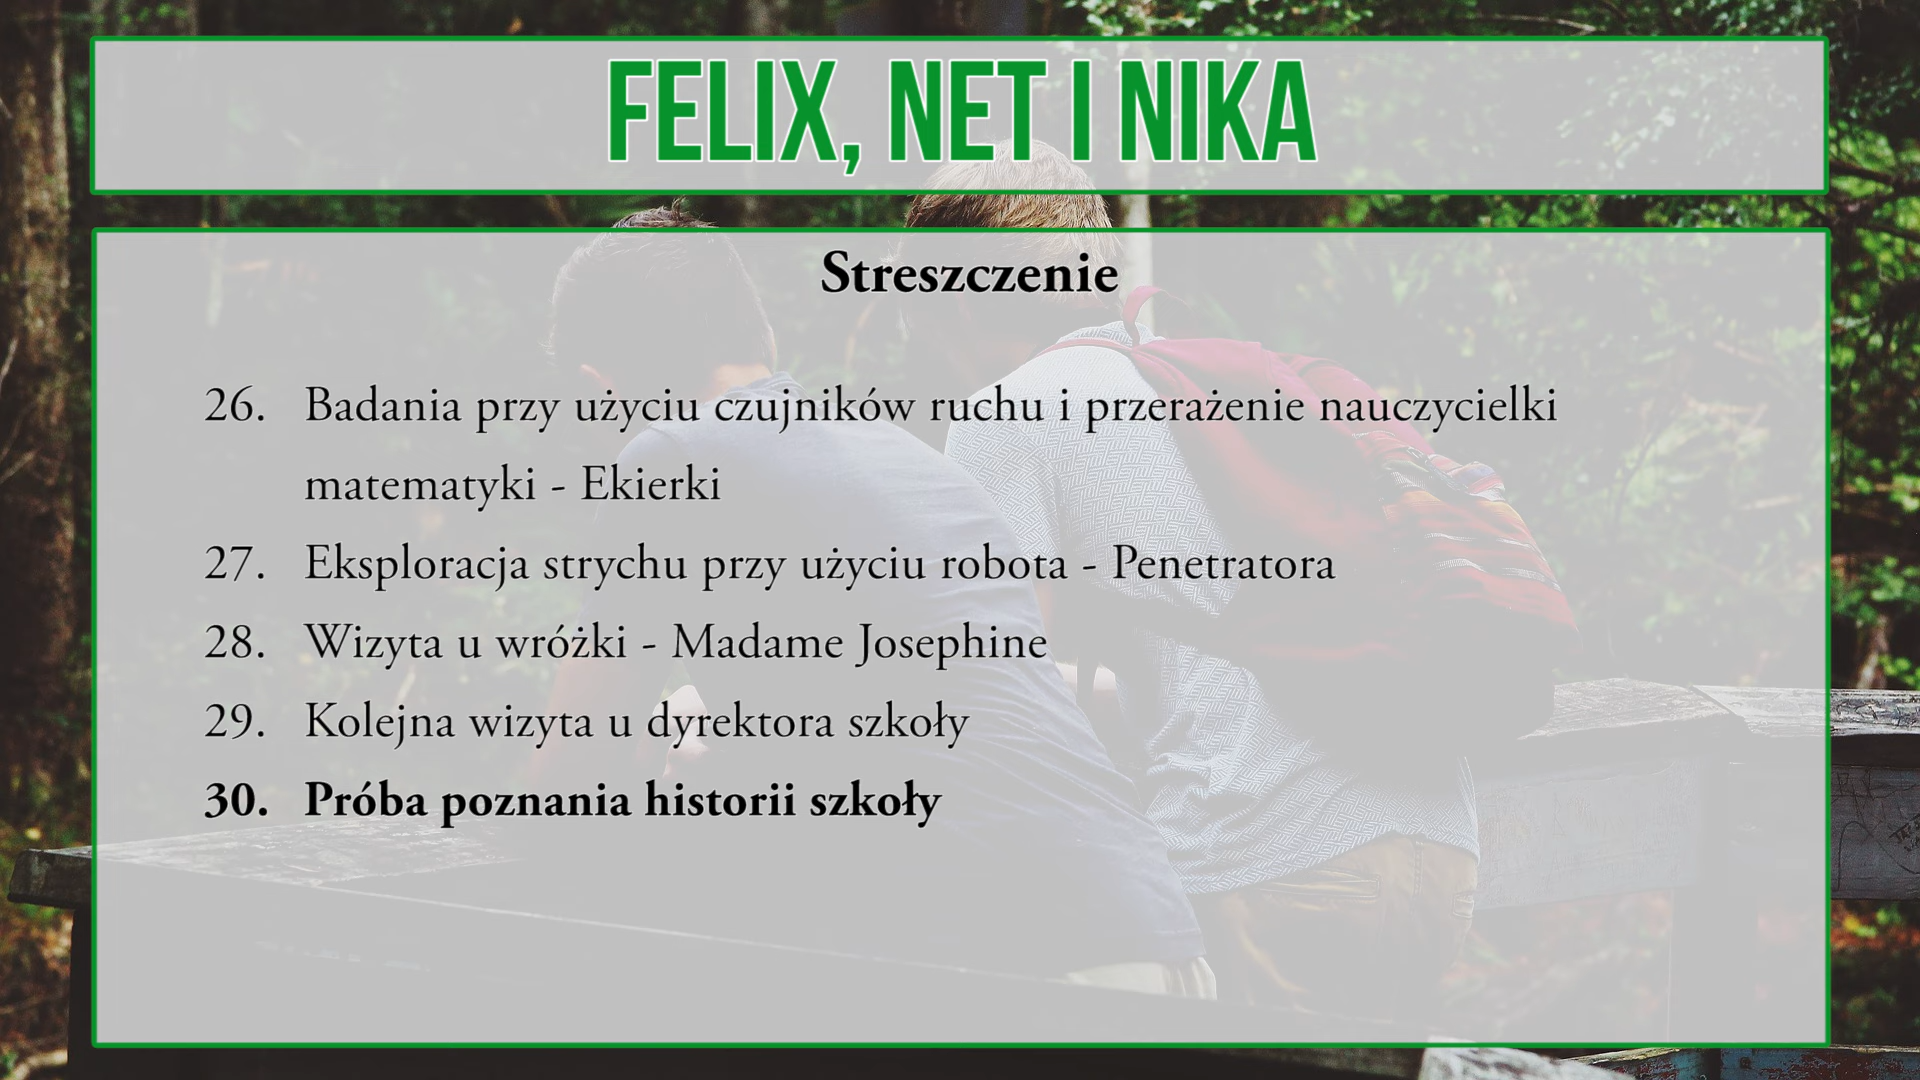 FELIX, NET I NIKA
Streszczenie
26. Badania przy użyciu czujników ruchu i przerażenie nauczycielki
matematyki - Ekierki
27. Eksploracja strychu przy użyciu robota - Penetratora
28. Wizyta u wróżki - Madame Josephine
29. Kolejna wizyta u dyrektora szkoły
30. Próba poznania historii szkoły